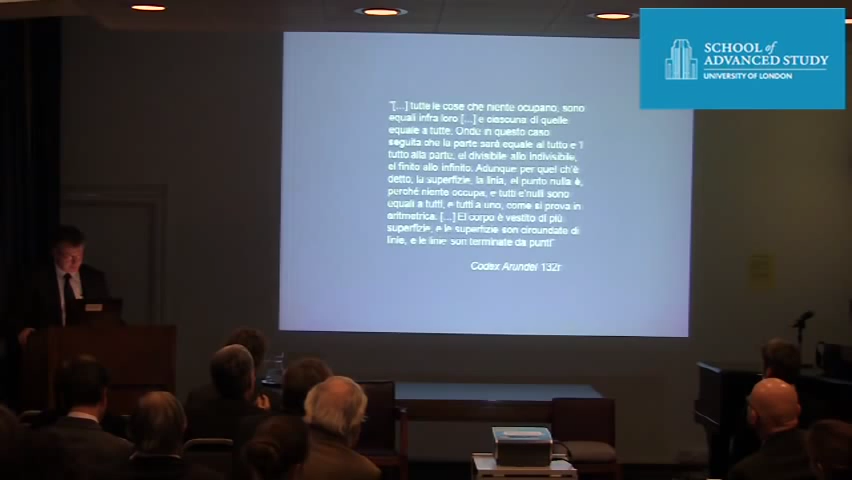 SCHOOL of
ADVANCED STUDY
UNIVERSITY OF LONDON
"[...] tutte le cose che niente ocupano, sono
equali infra loro [...] e ciascuna di quelle
equale a tutte. Onde in questo caso
seguita che la parte sarà equale al tutto e 'l
tutto alla parte, el divisibile allo indivisibile,
el finito allo infinito. Adunque per quel ch'è
detto, la superfizie, la linia, el punto nulla è,
perché niente occupa, e tutti e'nulli sono
equali a tutti, e tutti a uno, come si prova in
aritmetrica. [...] El corpo è vestito di più
superfizie, e le superfizie son circundate di
linie, e le linie son terminate da punti"
Codex Arundel 132r